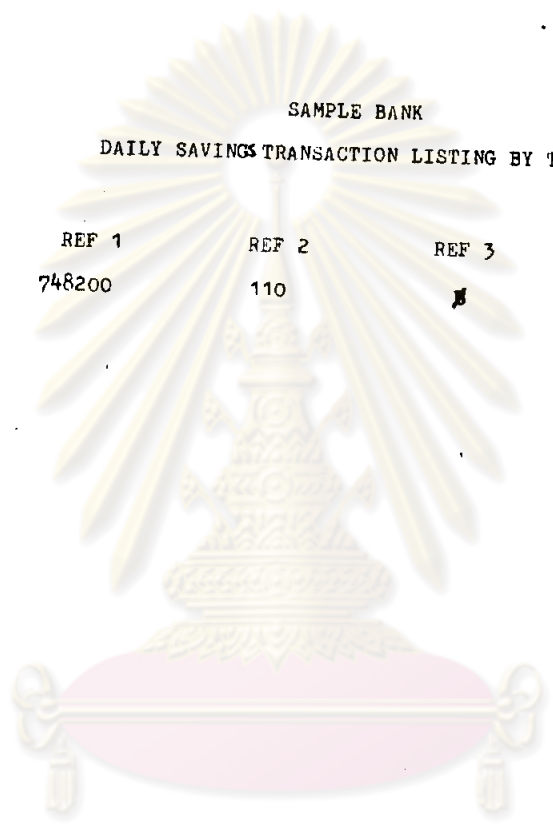 SAMPLE BANK
DAILY SAVINGS TRANSACTION LISTING BY
REF 1 REF 2 REF 3
748200 110